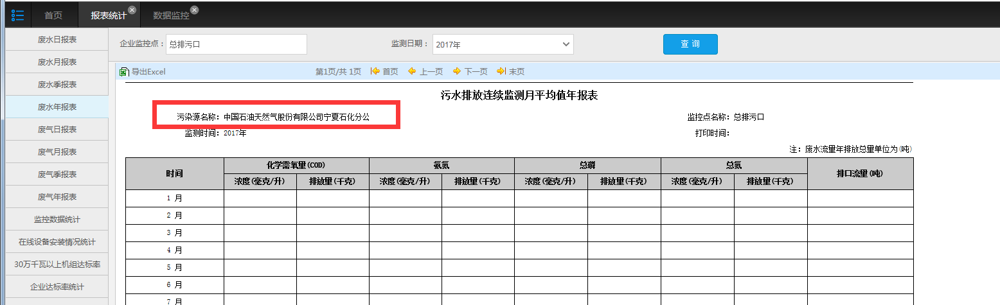 首页 报表统计 数据监控
废水日报表
废水月报表
废水季报表
废水年报表
废气日报表
废气月报表
废气季报表
废气年报表
监控数据统计
在线设备安装情况统计
30万千瓦以上机组达标率
企业达标率统计
企业监控点： 总排污口 监测日期： 2017年 查 询
导出Excel 第1页/共 1页 首页 上一页 下一页 末页
污水排放连续监测月平均值年报表
污染源名称：中国石油天然气股份有限公司宁夏石化分公 监控点名称：总排污口
监测时间：2017年 打印时间：
注：废水流量年排放总量单位为(吨)
时间 化学需氧量(COD) 氨氮 总磷 总氮 排口流量(吨)
浓度(毫克/升) 排放量(千克) 浓度(毫克/升) 排放量(千克) 浓度(毫克/升) 排放量(千克) 浓度(毫克/升) 排放量(千克)
1 月
2 月
3 月
4 月
5 月
6 月
7 月